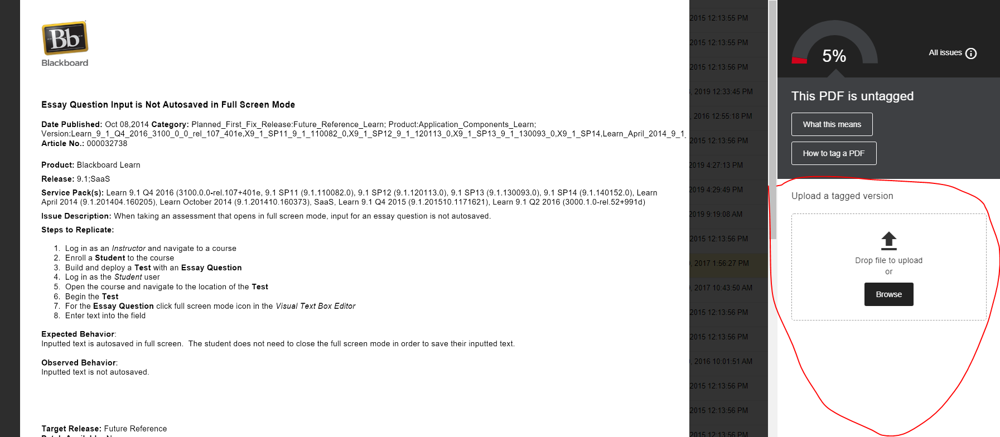 Bb
Blackboard
Essay Question Input is Not Autosaved in Full Screen Mode
Date Published: Oct 08,2014 Category: Planned_First_Fix_Release:Future_Reference_Learn; Product:Application_Components_Learn;
Version:Learn_9_1_Q4_2016_3100_0_0_rel_107_401e,X9_1_SP11_9_1_110082_0,X9_1_SP12_9_1_120113_0,X9_1_SP13_9_1_130093_0,X9_1_SP14,Learn_April_2014_9_1_
Article No.: 000032738
Product: Blackboard Learn
Release: 9.1;SaaS
Service Pack(s): Learn 9.1 Q4 2016 (3100.0.0-rel.107+401e, 9.1 SP11 (9.1.110082.0), 9.1 SP12 (9.1.120113.0), 9.1 SP13 (9.1.130093.0), 9.1 SP14 (9.1.140152.0), Learn
April 2014 (9.1.201404.160205), Learn October 2014 (9.1.201410.160373), SaaS, Learn 9.1 Q4 2015 (9.1.201510.1171621), Learn 9.1 Q2 2016 (3000.1.0-rel.52+991d)
Issue Description: When taking an assessment that opens in full screen mode, input for an essay question is not autosaved.
Steps to Replicate:
1. Log in as an Instructor and navigate to a course
2. Enroll a Student to the course
3. Build and deploy a Test with an Essay Question
4. Log in as the Student user
5. Open the course and navigate to the location of the Test
6. Begin the Test
7. For the Essay Question click full screen mode icon in the Visual Text Box Editor
8. Enter text into the field
Expected Behavior:
Inputted text is autosaved in full screen.  The student does not need to close the full screen mode in order to save their inputted text.
Observed Behavior:
Inputted text is not autosaved.
Target Release: Future Reference
2015 12:13:55 PM
2015 12:13:55 PM
2015 12:13:56 PM
, 2019 12:33:45 PM
, 2016 12:55:18 PM
2015 12:13:56 PM
2019 4:27:13 PM
2019 4:29:49 PM
2019 9:19:08 AM
2015 12:13:56 PM
, 2017 1:56:27 PM
, 2017 10:43:50 AM
2015 12:13:56 PM
2015 12:13:56 PM
, 2016 10:01:51 AM
2015 12:13:56 PM
2015 12:13:56 PM
2015 12:13:56 PM
5%
All issues
This PDF is untagged
What this means
How to tag a PDF
Upload a tagged version
Drop file to upload
or
Browse